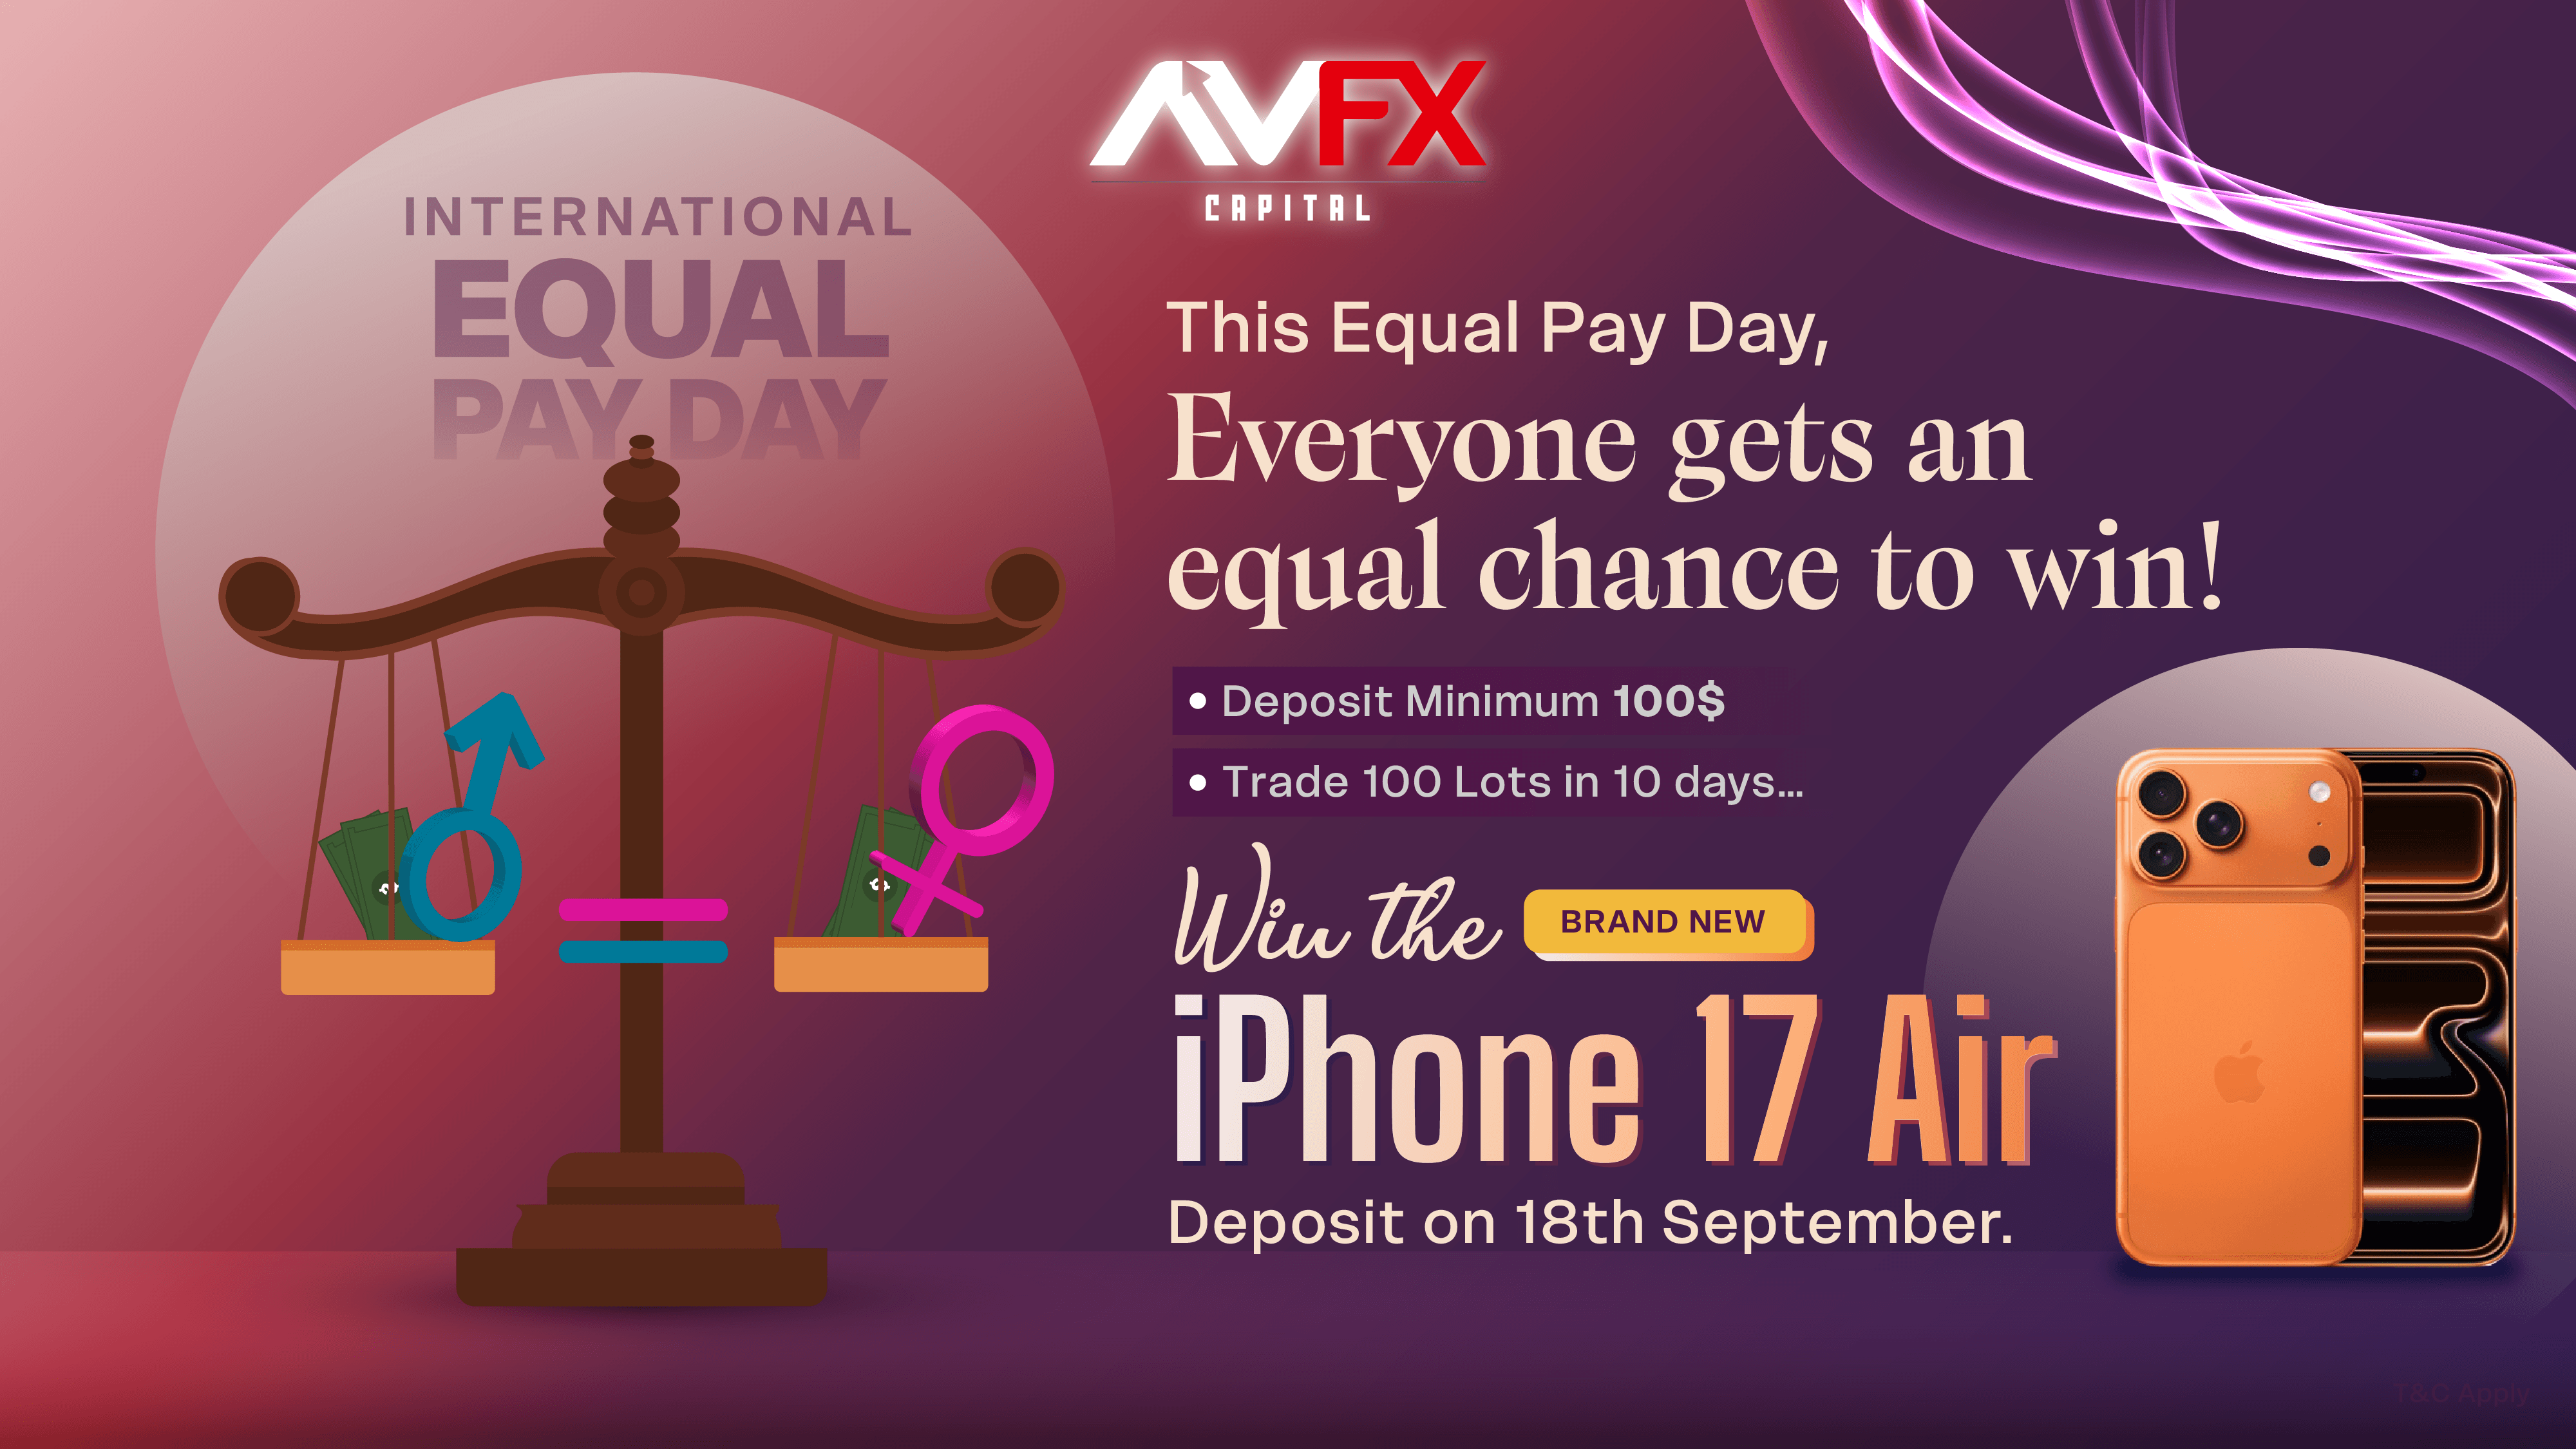 AVFX
CAPITAL
INTERNATIONAL
EQUAL
PAY DAY
This Equal Pay Day,
Everyone gets an
equal chance to win!
• Deposit Minimum 100$
• Trade 100 Lots in 10 days...
Win the BRAND NEW
iPhone 17 Air
Deposit on 18th September.
T&C Apply